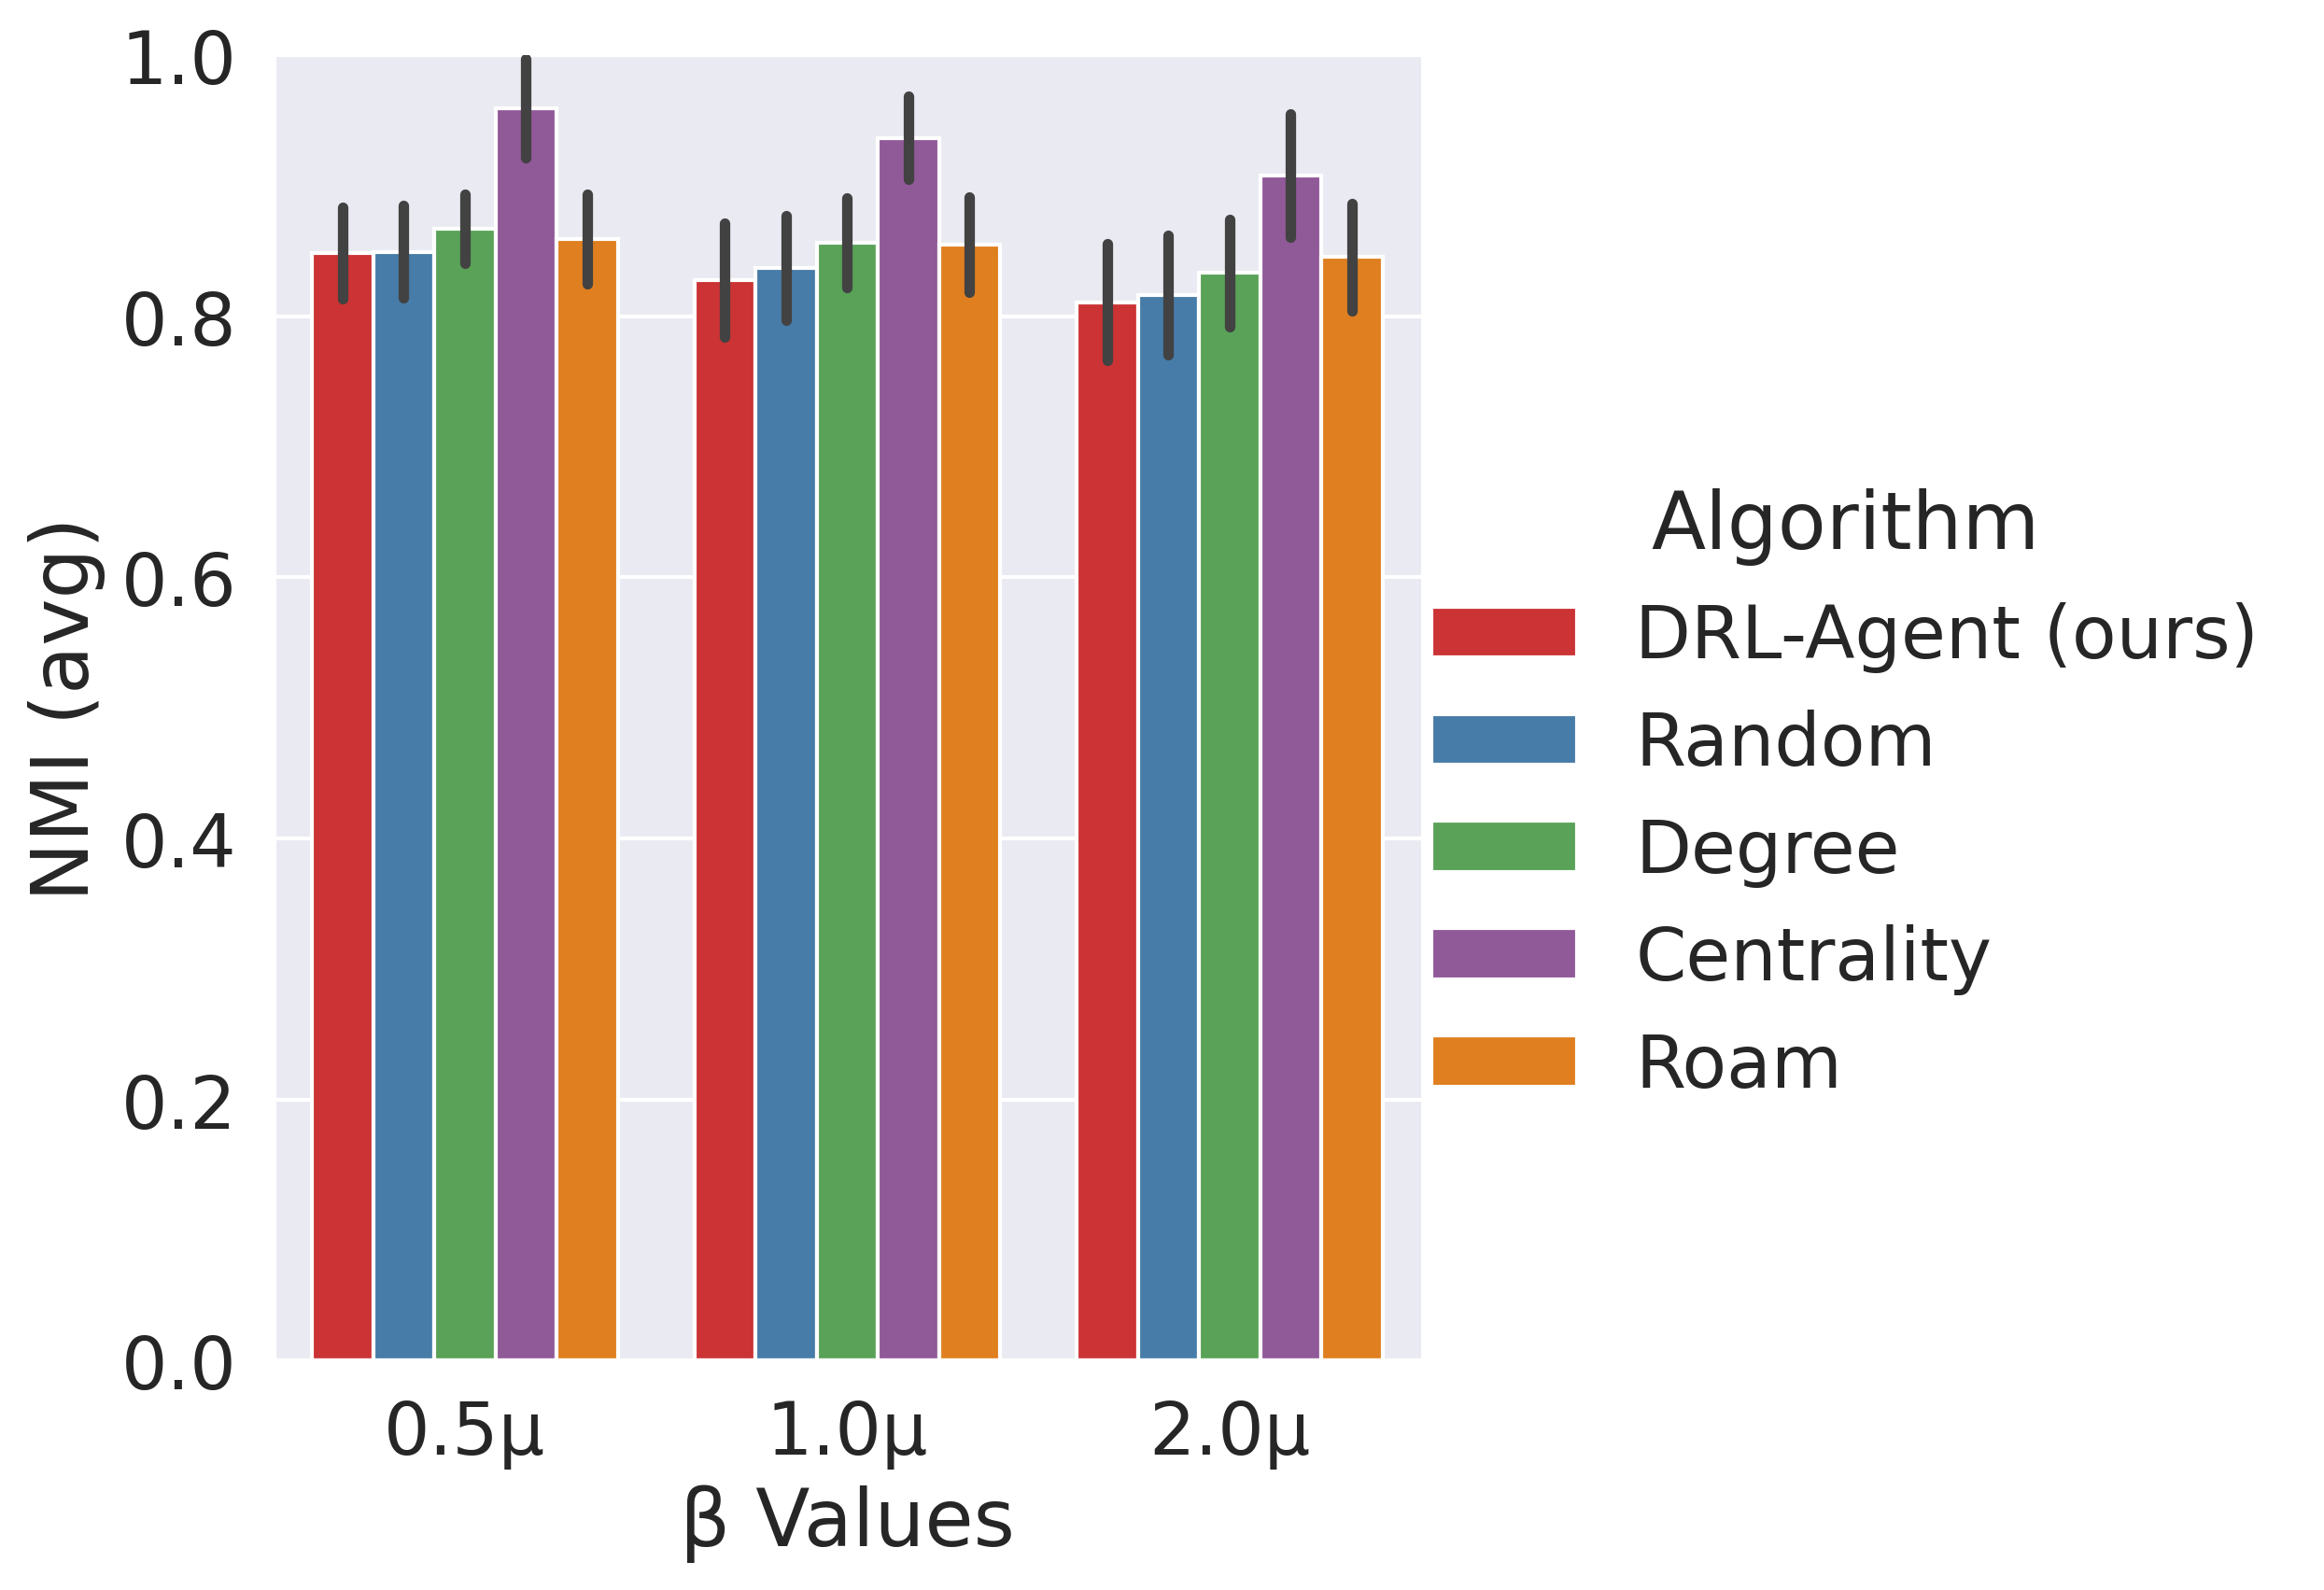 NMI (avg)
1.0
0.8
0.6
0.4
0.2
0.0
0.5μ 1.0μ 2.0μ
β Values
Algorithm
DRL-Agent (ours)
Random
Degree
Centrality
Roam